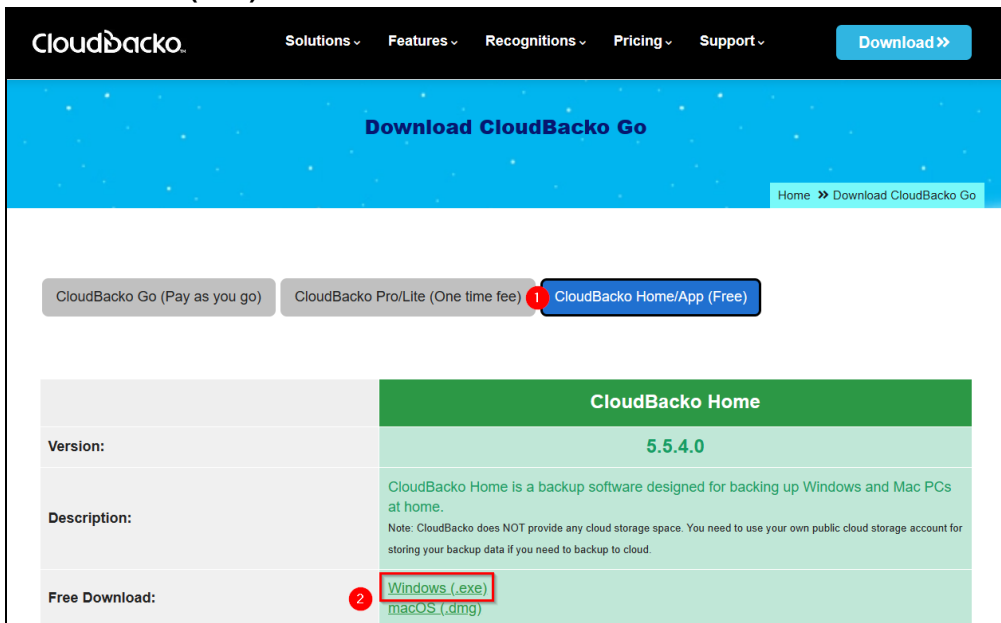 CloudBacko
Solutions Features Recognitions Pricing Support Download »
Download CloudBacko Go
Home » Download CloudBacko Go
CloudBacko Go (Pay as you go) CloudBacko Pro/Lite (One time fee) 1 CloudBacko Home/App (Free)
CloudBacko Home
Version: 5.5.4.0
CloudBacko Home is a backup software designed for backing up Windows and Mac PCs
at home.
Description:
Note: CloudBacko does NOT provide any cloud storage space. You need to use your own public cloud storage account for
storing your backup data if you need to backup to cloud.
Free Download: 2 Windows (.exe)
macOS (.dmg)